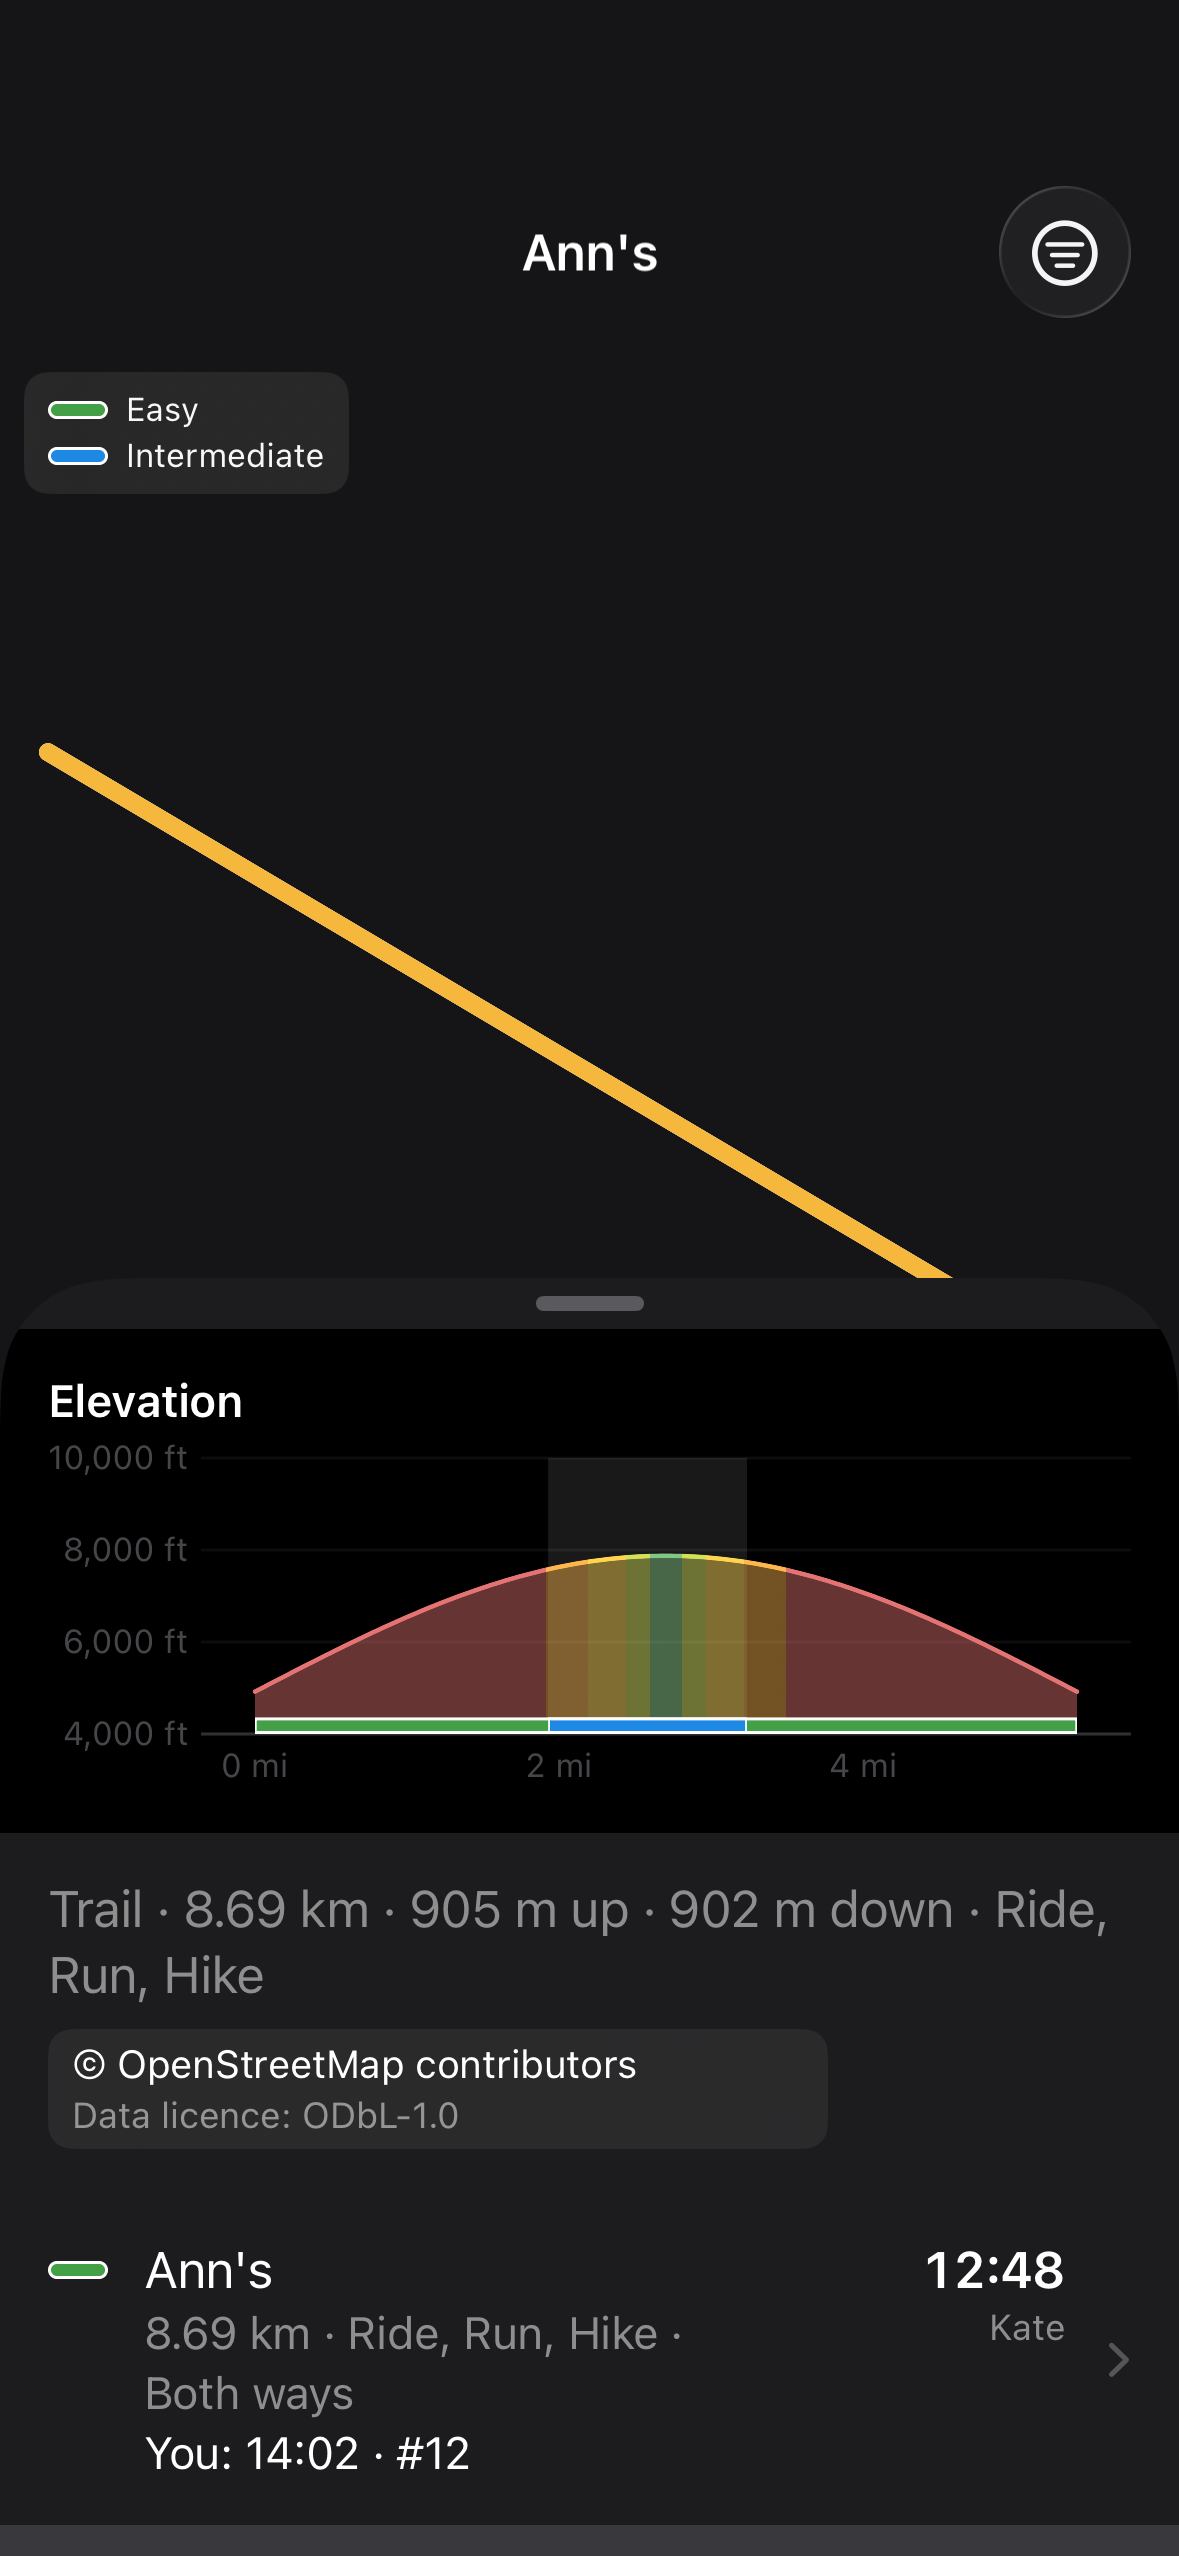 Ann's
Easy
Intermediate
Elevation
10,000 ft
8,000 ft
6,000 ft
4,000 ft
0 mi 2 mi 4 mi
Trail · 8.69 km · 905 m up · 902 m down · Ride,
Run, Hike
© OpenStreetMap contributors
Data licence: ODbL-1.0
Ann's 12:48
8.69 km · Ride, Run, Hike · Kate
Both ways
You: 14:02 · #12